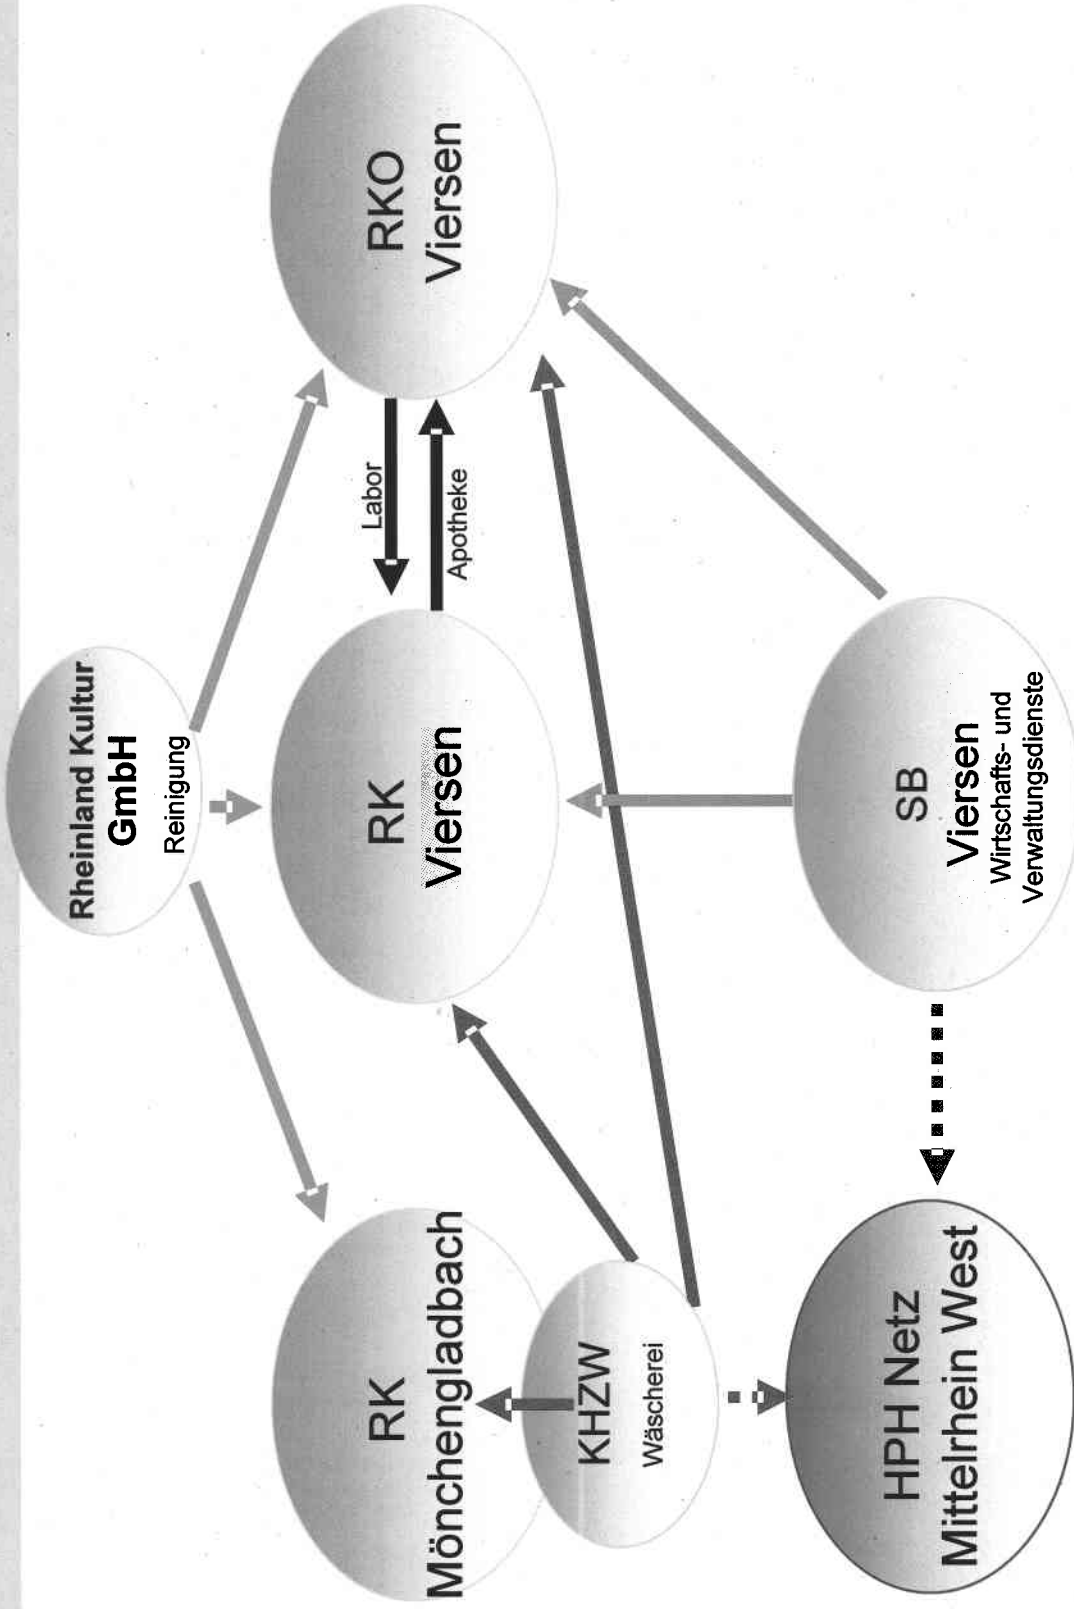 Rheinland Kultur
GmbH
Reinigung
RK
Mönchengladbach
RK
Viersen
Labor
Apotheke
RKO
Viersen
KHZW
Wäscherei
HPH Netz
Mittelrhein West
SB
Viersen
Wirtschafts- und
Verwaltungsdienste